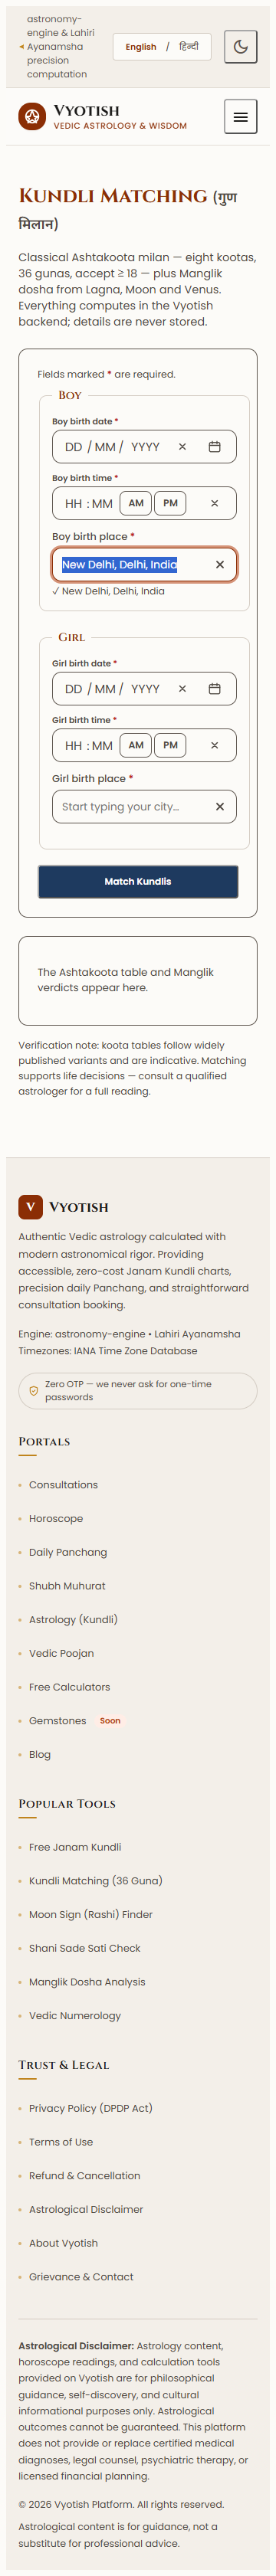 astronomy-
engine & Lahiri
Ayanamsha
precision
computation
English / हिन्दी
Vyotish
VEDIC ASTROLOGY & WISDOM
Kundli Matching (गुण
मिलान)
Classical Ashtakoota milan — eight kootas,
36 gunas, accept ≥ 18 — plus Manglik
dosha from Lagna, Moon and Venus.
Everything computes in the Vyotish
backend; details are never stored.
Fields marked * are required.
Boy
Boy birth date *
DD / MM / YYYY
Boy birth time *
HH : MM AM PM
Boy birth place *
New Delhi, Delhi, India
✓ New Delhi, Delhi, India
Girl
Girl birth date *
DD / MM / YYYY
Girl birth time *
HH : MM AM PM
Girl birth place *
Start typing your city...
Match Kundlis
The Ashtakoota table and Manglik
verdicts appear here.
Verification note: koota tables follow widely
published variants and are indicative. Matching
supports life decisions — consult a qualified
astrologer for a full reading.
V Vyotish
Authentic Vedic astrology calculated with
modern astronomical rigor. Providing
accessible, zero-cost Janam Kundli charts,
precision daily Panchang, and straightforward
consultation booking.
Engine: astronomy-engine • Lahiri Ayanamsha
Timezones: IANA Time Zone Database
Zero OTP — we never ask for one-time
passwords
Portals
Consultations
Horoscope
Daily Panchang
Shubh Muhurat
Astrology (Kundli)
Vedic Poojan
Free Calculators
Gemstones Soon
Blog
Popular Tools
Free Janam Kundli
Kundli Matching (36 Guna)
Moon Sign (Rashi) Finder
Shani Sade Sati Check
Manglik Dosha Analysis
Vedic Numerology
Trust & Legal
Privacy Policy (DPDP Act)
Terms of Use
Refund & Cancellation
Astrological Disclaimer
About Vyotish
Grievance & Contact
Astrological Disclaimer: Astrology content,
horoscope readings, and calculation tools
provided on Vyotish are for philosophical
guidance, self-discovery, and cultural
informational purposes only. Astrological
outcomes cannot be guaranteed. This platform
does not provide or replace certified medical
diagnoses, legal counsel, psychiatric therapy, or
licensed financial planning.
© 2026 Vyotish Platform. All rights reserved.
Astrological content is for guidance, not a
substitute for professional advice.